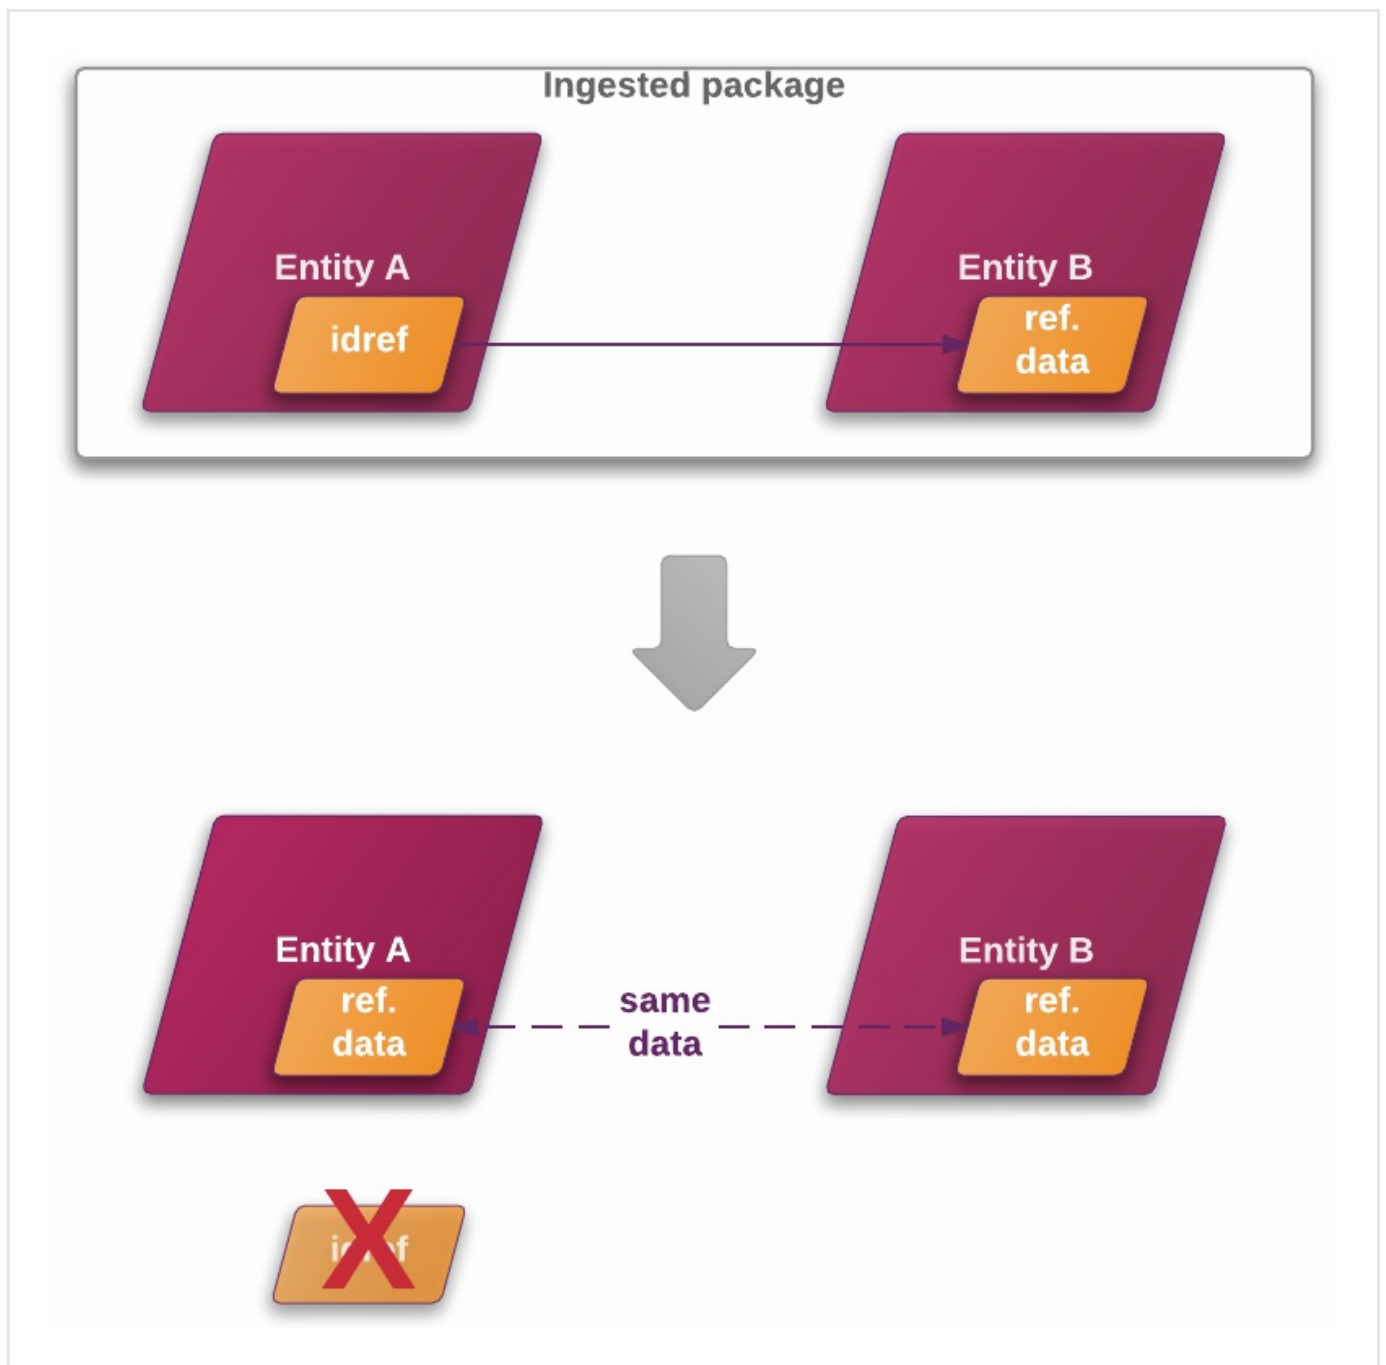 Ingested package
Entity A
Entity B
idref
ref.
data
Entity A
Entity B
ref.
data
same
data
ref.
data
X